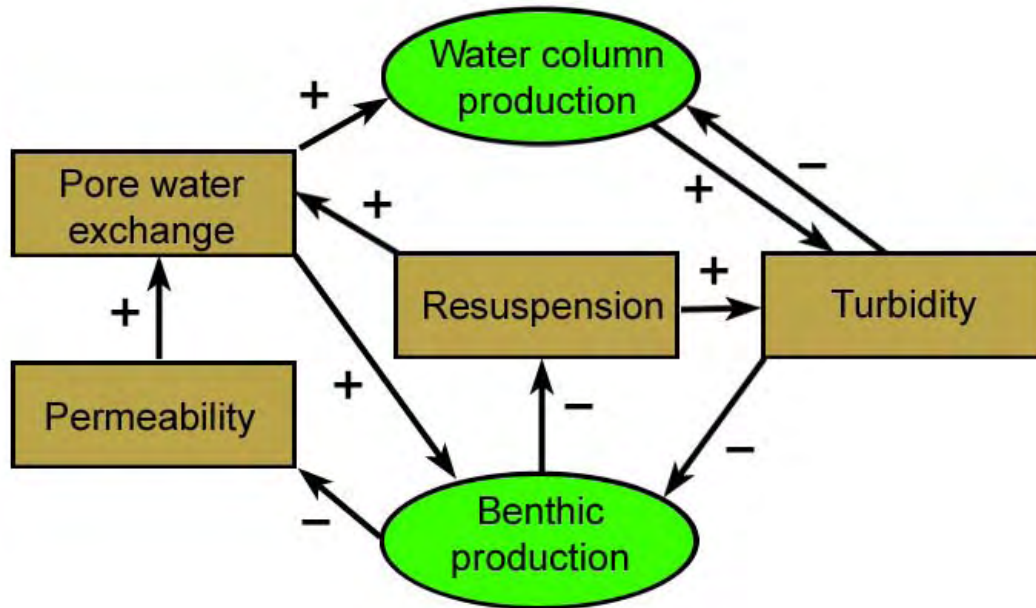 Water column
production
+
−
Pore water
exchange
+
+
Resuspension
+
Turbidity
+
Permeability
+
−
−
Benthic
production
−